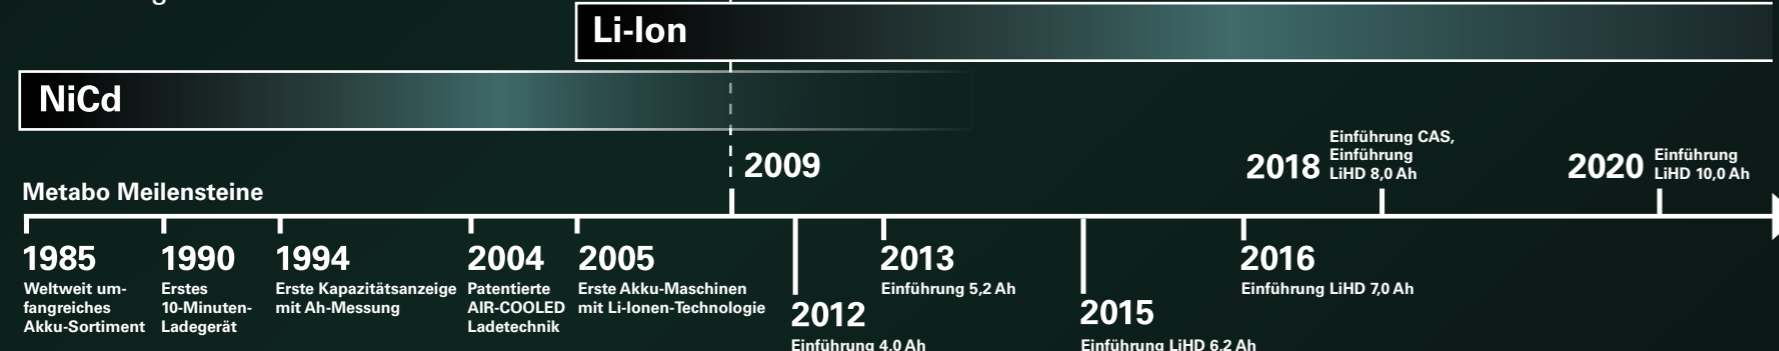 Li-Ion
NiCd
Metabo Meilensteine
1985
Weltweit um-
fangreiches
Akku-Sortiment
1990
Erstes
10-Minuten-
Ladegerät
1994
Erste Kapazitätsanzeige
mit Ah-Messung
2004
Patentierte
AIR-COOLED
Ladetechnik
2005
Erste Akku-Maschinen
mit Li-Ionen-Technologie
2009
2012
Einführung 4,0 Ah
2013
Einführung 5,2 Ah
2015
Einführung LiHD 6,2 Ah
2016
Einführung LiHD 7,0 Ah
2018
Einführung CAS,
Einführung
LiHD 8,0 Ah
2020
Einführung
LiHD 10,0 Ah